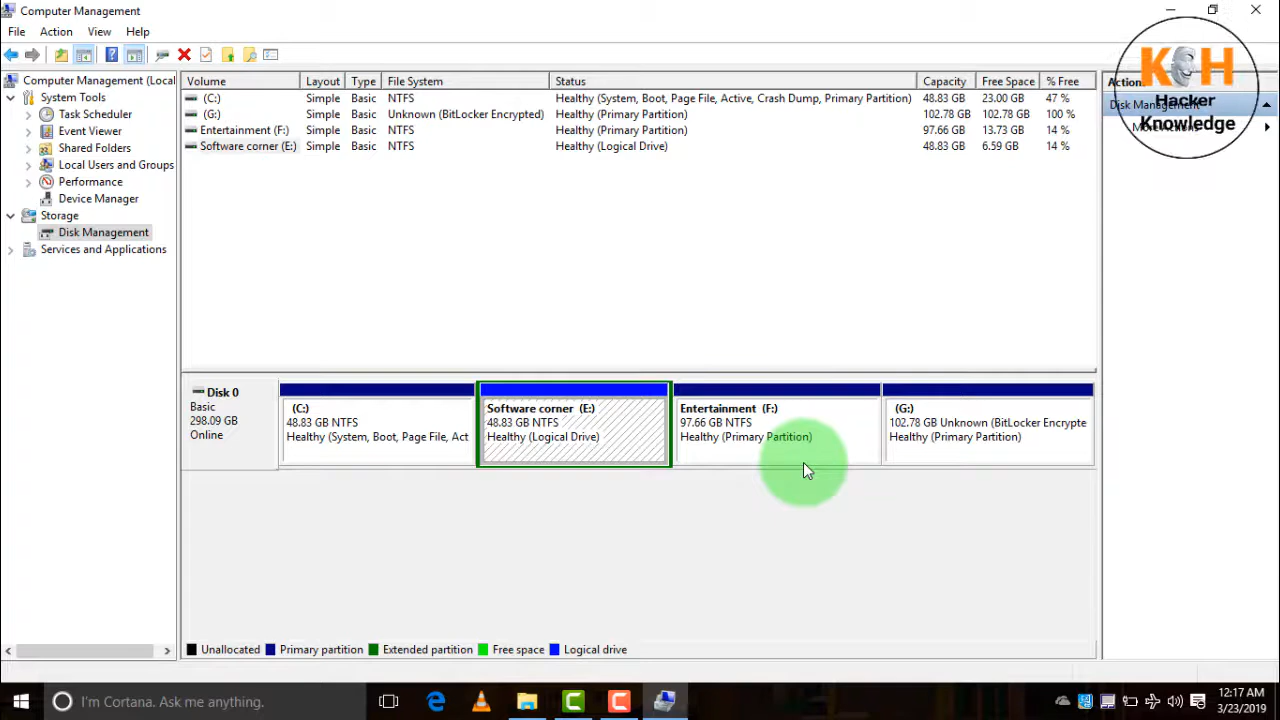 Computer Management
File Action View Help
Computer Management (Local
System Tools
Task Scheduler
Event Viewer
Shared Folders
Local Users and Groups
Performance
Device Manager
Storage
Disk Management
Services and Applications
Volume Layout Type File System Status Capacity Free Space % Free
(C:) Simple Basic NTFS Healthy (System, Boot, Page File, Active, Crash Dump, Primary Partition) 48.83 GB 23.00 GB 47 %
(G:) Simple Basic Unknown (BitLocker Encrypted) Healthy (Primary Partition) 102.78 GB 102.78 GB 100 %
Entertainment (F:) Simple Basic NTFS Healthy (Primary Partition) 97.66 GB 13.73 GB 14 %
Software corner (E:) Simple Basic NTFS Healthy (Logical Drive) 48.83 GB 6.59 GB 14 %
Actions
Disk Management
More Actions
KH
Hacker
Knowledge
Disk 0
Basic
298.09 GB
Online
(C:)
48.83 GB NTFS
Healthy (System, Boot, Page File, Act
Software corner (E:)
48.83 GB NTFS
Healthy (Logical Drive)
Entertainment (F:)
97.66 GB NTFS
Healthy (Primary Partition)
(G:)
102.78 GB Unknown (BitLocker Encrypte
Healthy (Primary Partition)
Unallocated Primary partition Extended partition Free space Logical drive
I'm Cortana. Ask me anything.
12:17 AM
3/23/2019